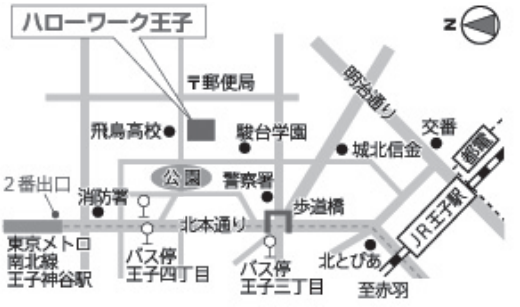 ハローワーク王子
N
〒郵便局
明治通り
飛鳥高校
駿台学園
城北信金
交番
都電
公園
警察署
2番出口
消防署
歩道橋
JR王子駅
北本通り
東京メトロ
南北線
王子神谷駅
バス停
王子四丁目
バス停
王子三丁目
北とぴあ
至赤羽